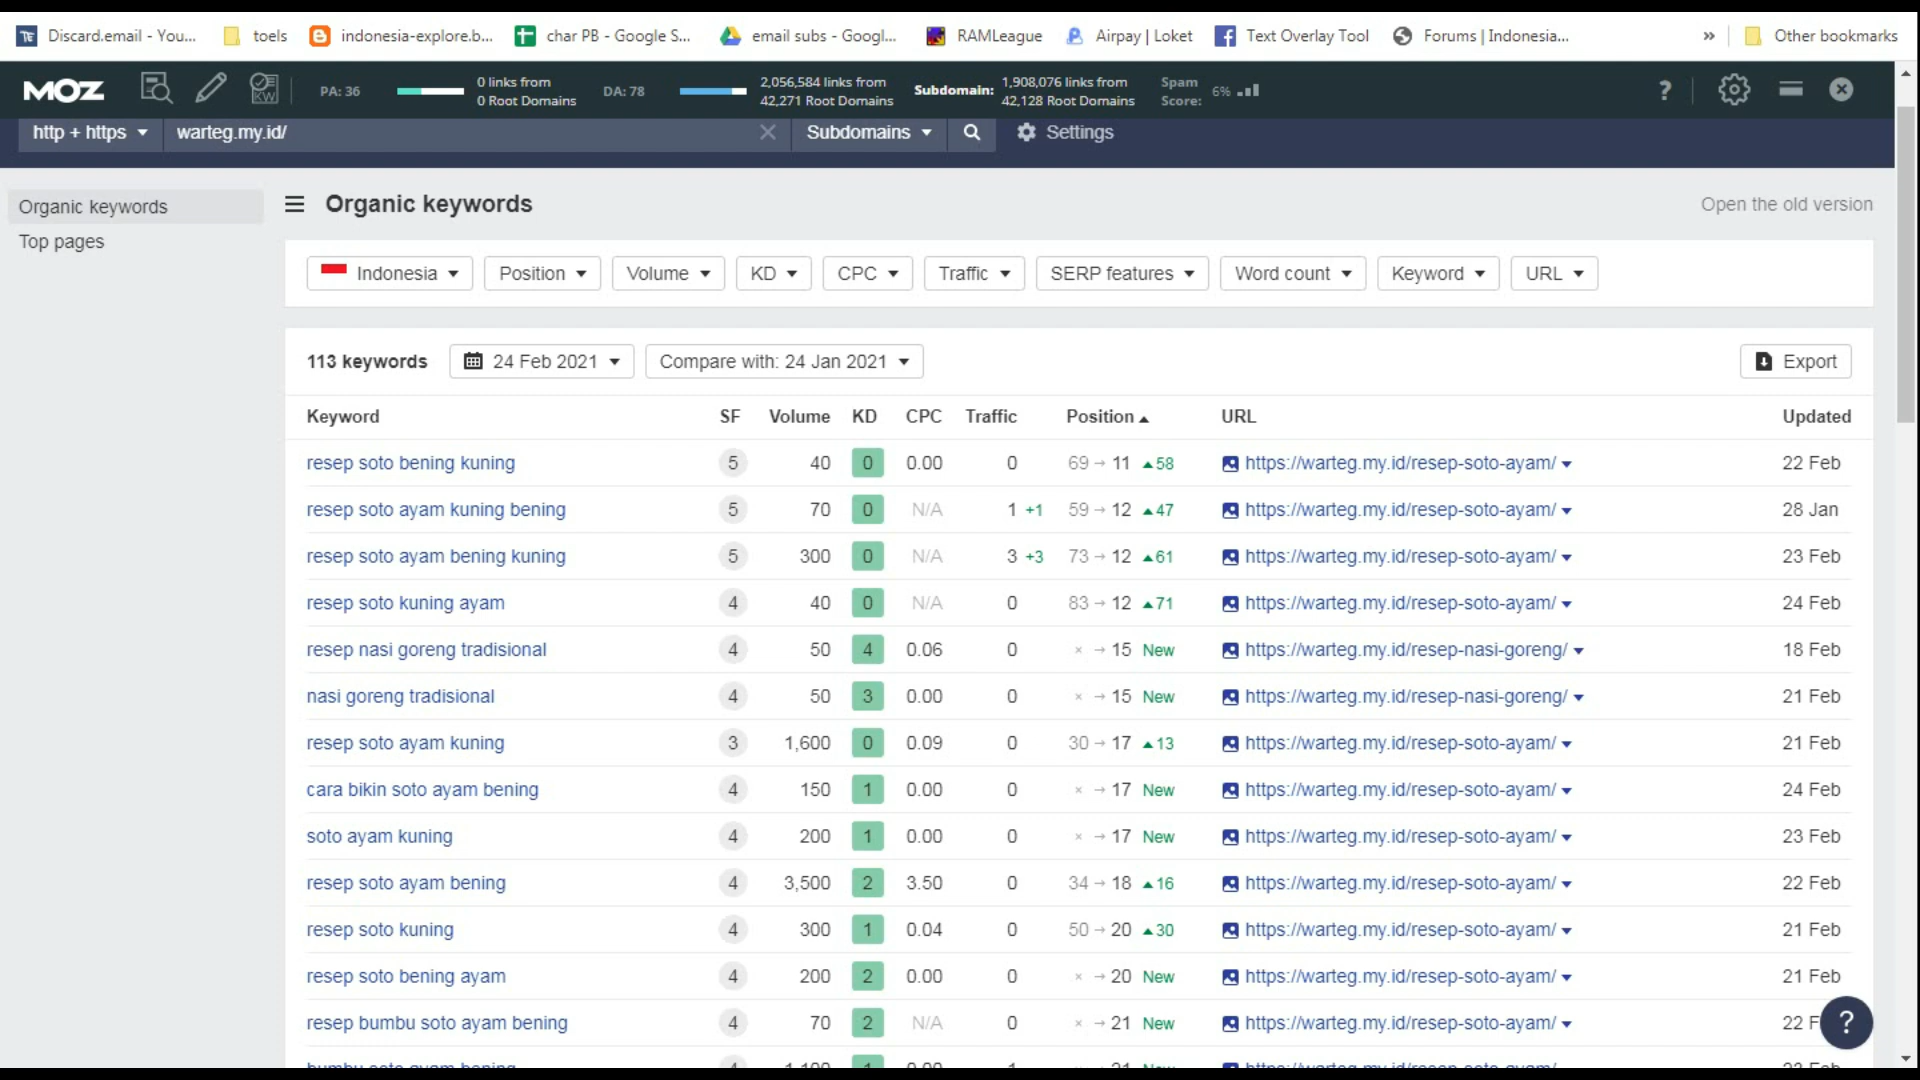 Discard.email - You... toels indonesia-explore.b... char PB - Google S... email subs - Googl... RAMLeague Airpay | Locket Text Overlay Tool Forums | Indonesia... » Other bookmarks
MOZ PA: 36 0 links from 0 Root Domains DA: 78 2,056,584 links from 42,271 Root Domains Subdomain: 1,908,076 links from 42,128 Root Domains Spam Score: 6% ?
http + https warteg.my.id/ Subdomains Settings
Organic keywords
Top pages
Organic keywords Open the old version
Indonesia Position Volume KD CPC Traffic SERP features Word count Keyword URL
113 keywords 24 Feb 2021 Compare with: 24 Jan 2021 Export
Keyword SF Volume KD CPC Traffic Position URL Updated
resep soto bening kuning 5 40 0 0.00 0 69 → 11 ▲58 https://warteg.my.id/resep-soto-ayam/ 22 Feb
resep soto ayam kuning bening 5 70 0 N/A 1 +1 59 → 12 ▲47 https://warteg.my.id/resep-soto-ayam/ 28 Jan
resep soto ayam bening kuning 5 300 0 N/A 3 +3 73 → 12 ▲61 https://warteg.my.id/resep-soto-ayam/ 23 Feb
resep soto kuning ayam 4 40 0 N/A 0 83 → 12 ▲71 https://warteg.my.id/resep-soto-ayam/ 24 Feb
resep nasi goreng tradisional 4 50 4 0.06 0 × → 15 New https://warteg.my.id/resep-nasi-goreng/ 18 Feb
nasi goreng tradisional 4 50 3 0.00 0 × → 15 New https://warteg.my.id/resep-nasi-goreng/ 21 Feb
resep soto ayam kuning 3 1,600 0 0.09 0 30 → 17 ▲13 https://warteg.my.id/resep-soto-ayam/ 21 Feb
cara bikin soto ayam bening 4 150 1 0.00 0 × → 17 New https://warteg.my.id/resep-soto-ayam/ 24 Feb
soto ayam kuning 4 200 1 0.00 0 × → 17 New https://warteg.my.id/resep-soto-ayam/ 23 Feb
resep soto ayam bening 4 3,500 2 3.50 0 34 → 18 ▲16 https://warteg.my.id/resep-soto-ayam/ 22 Feb
resep soto kuning 4 300 1 0.04 0 50 → 20 ▲30 https://warteg.my.id/resep-soto-ayam/ 21 Feb
resep soto bening ayam 4 200 2 0.00 0 × → 20 New https://warteg.my.id/resep-soto-ayam/ 21 Feb
resep bumbu soto ayam bening 4 70 2 N/A 0 × → 21 New https://warteg.my.id/resep-soto-ayam/ 22 F ?